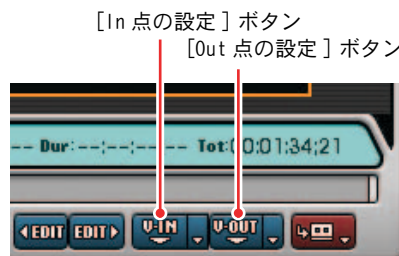 [In 点の設定 ] ボタン
[Out 点の設定 ] ボタン
-- Dur:--;--;-- -- Tot:00:01:34;21
EDIT EDIT V-IN V-OUT